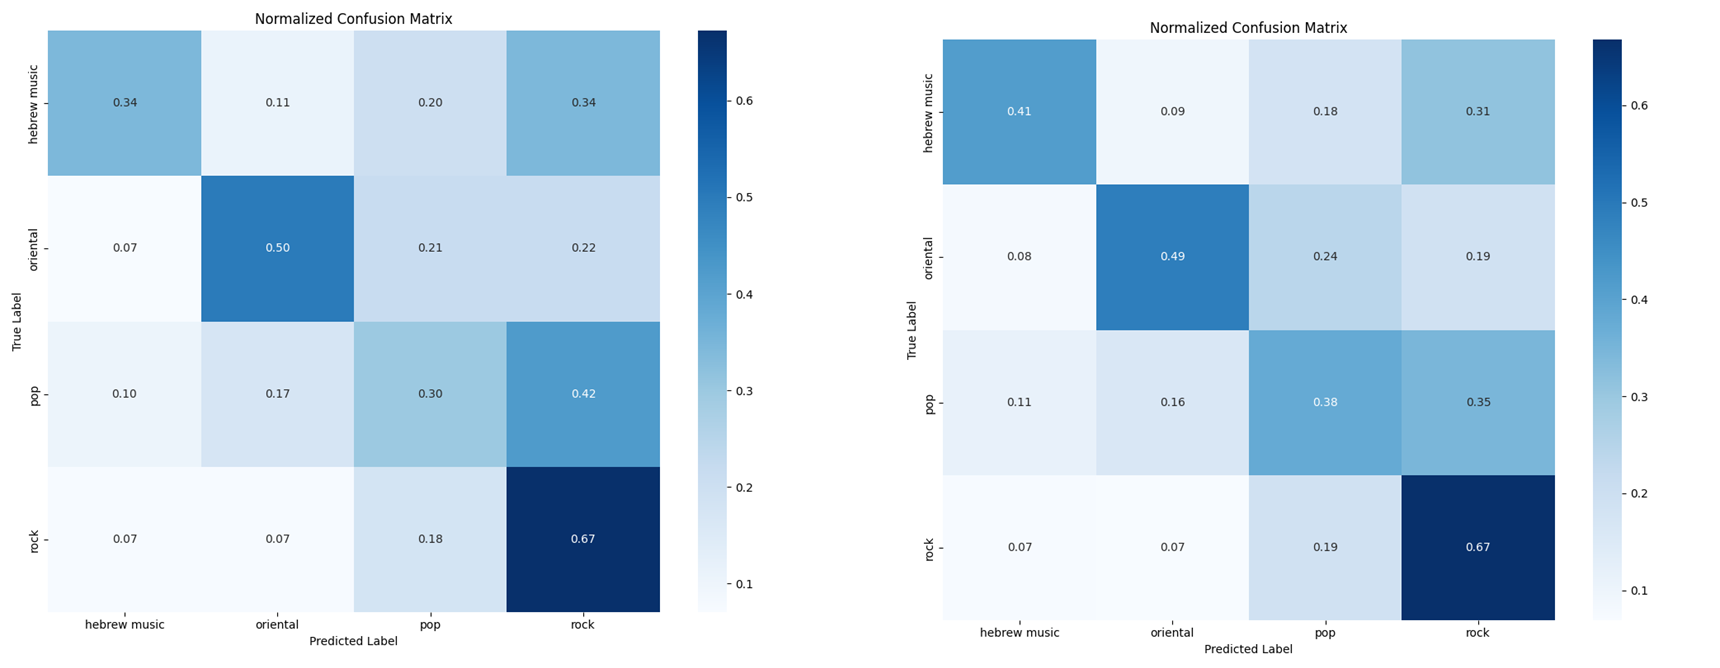 Normalized Confusion Matrix
hebrew music
0.34 0.11 0.20 0.34
oriental
0.07 0.50 0.21 0.22
pop
0.10 0.17 0.30 0.42
rock
0.07 0.07 0.18 0.67
True Label
hebrew music oriental pop rock
Predicted Label
0.6
0.5
0.4
0.3
0.2
0.1
Normalized Confusion Matrix
hebrew music
0.41 0.09 0.18 0.31
oriental
0.08 0.49 0.24 0.19
pop
0.11 0.16 0.38 0.35
rock
0.07 0.07 0.19 0.67
True Label
hebrew music oriental pop rock
Predicted Label
0.6
0.5
0.4
0.3
0.2
0.1